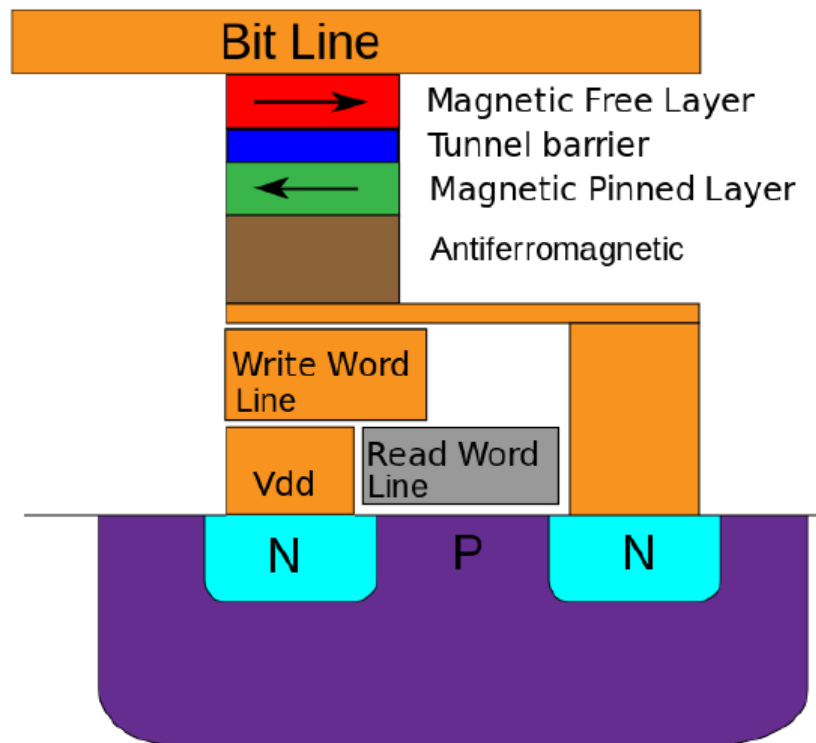 Bit Line
Magnetic Free Layer
Tunnel barrier
Magnetic Pinned Layer
Antiferromagnetic
Write Word
Line
Vdd
Read Word
Line
N
P
N